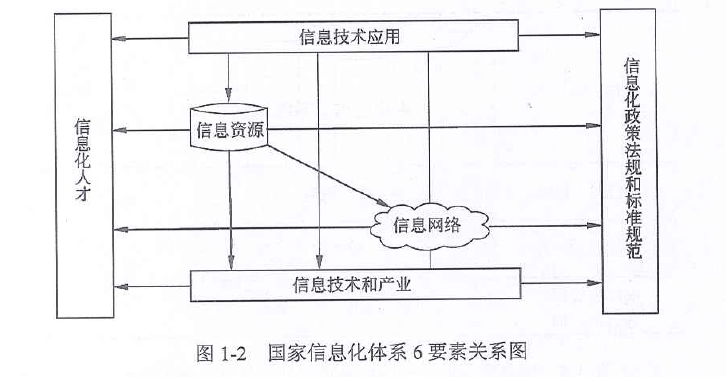 信息技术应用
信息化人才
信息资源
信息化政策法规和标准规范
信息网络
信息技术和产业
图 1-2 国家信息化体系 6 要素关系图